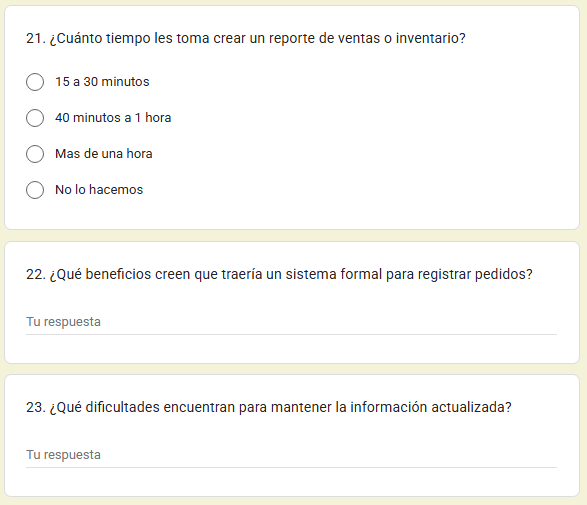 21. ¿Cuánto tiempo les toma crear un reporte de ventas o inventario?
15 a 30 minutos
40 minutos a 1 hora
Mas de una hora
No lo hacemos
22. ¿Qué beneficios creen que traería un sistema formal para registrar pedidos?
Tu respuesta
23. ¿Qué dificultades encuentran para mantener la información actualizada?
Tu respuesta